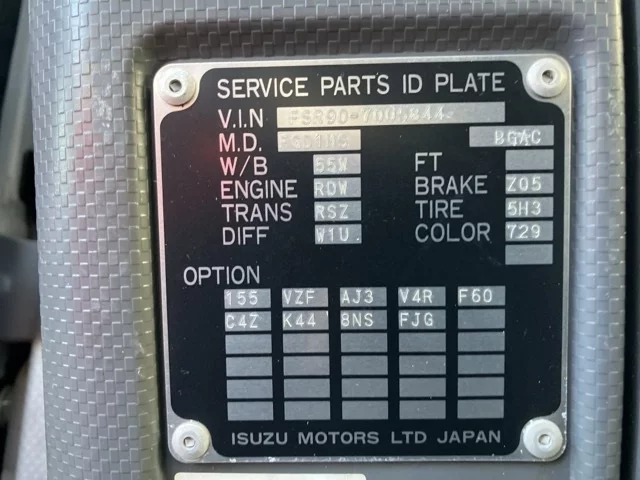 SERVICE PARTS ID PLATE
V.I.N FSR90-
M.D. BGAC
W/B 55W FT
ENGINE RDW BRAKE Z05
TRANS RSZ TIRE 5H3
DIFF W1U COLOR 729
OPTION
155 VZF AJ3 V4R F60
C4Z K44 8NS FJG
ISUZU MOTORS LTD JAPAN